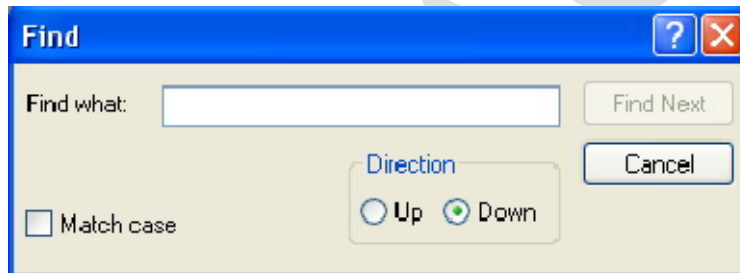 Find
Find what:
Find Next
Direction
Cancel
Up
Down
Match case